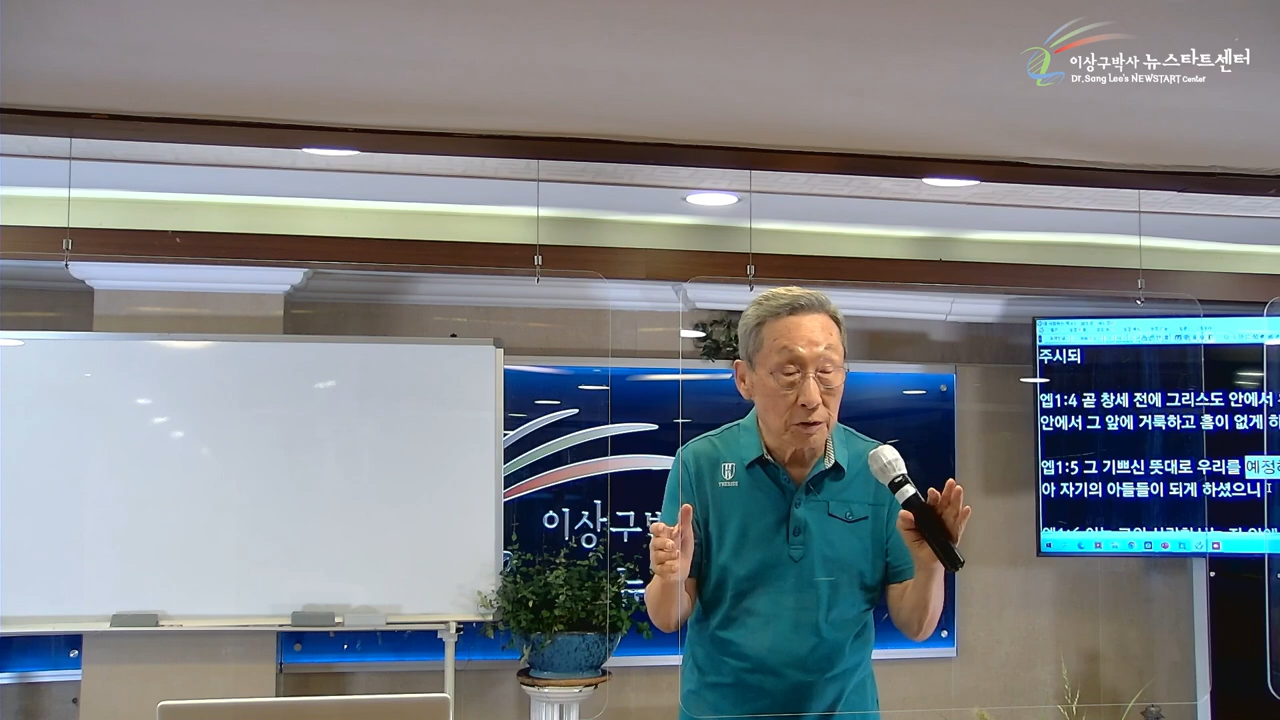 이상구박사 뉴스타트센터
Dr. Sang Lee's NEWSTART Center
주시되
엡1:4 곧 창세 전에 그리스도 안에서
안에서 그 앞에 거룩하고 흠이 없게 하
엡1:5 그 기쁘신 뜻대로 우리를 예정하
아 자기의 아들들이 되게 하셨으니
이상구박